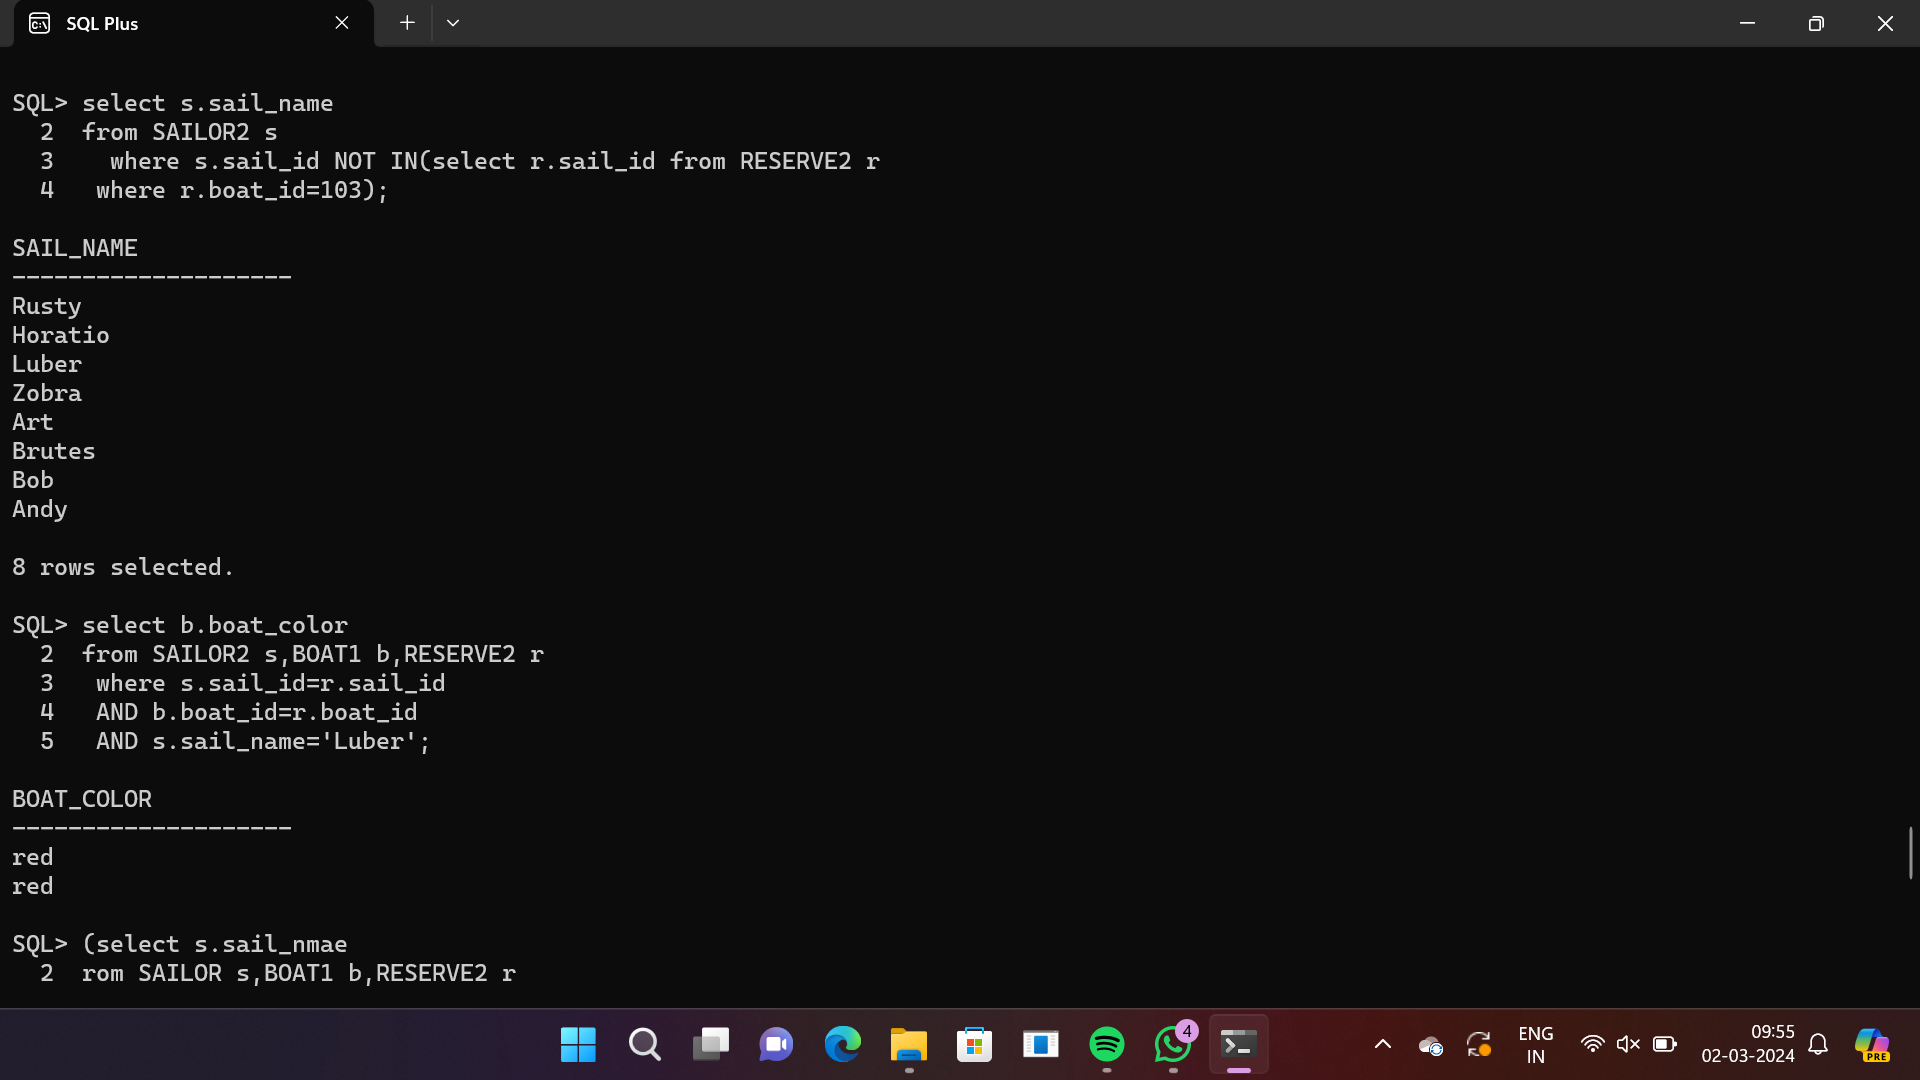 SQL Plus
SQL> select s.sail_name
  2  from SAILOR2 s
  3    where s.sail_id NOT IN(select r.sail_id from RESERVE2 r
  4   where r.boat_id=103);
SAIL_NAME
--------------------
Rusty
Horatio
Luber
Zobra
Art
Brutes
Bob
Andy
8 rows selected.
SQL> select b.boat_color
  2  from SAILOR2 s,BOAT1 b,RESERVE2 r
  3   where s.sail_id=r.sail_id
  4   AND b.boat_id=r.boat_id
  5   AND s.sail_name='Luber';
BOAT_COLOR
--------------------
red
red
SQL> (select s.sail_nmae
  2  rom SAILOR s,BOAT1 b,RESERVE2 r
4
ENG
IN
09:55
02-03-2024
PRE